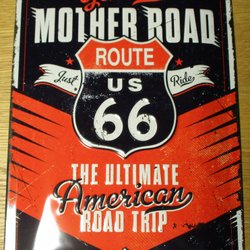 MOTHER ROAD
ROUTE
Just Ride
US
66
THE ULTIMATE
American
ROAD TRIP